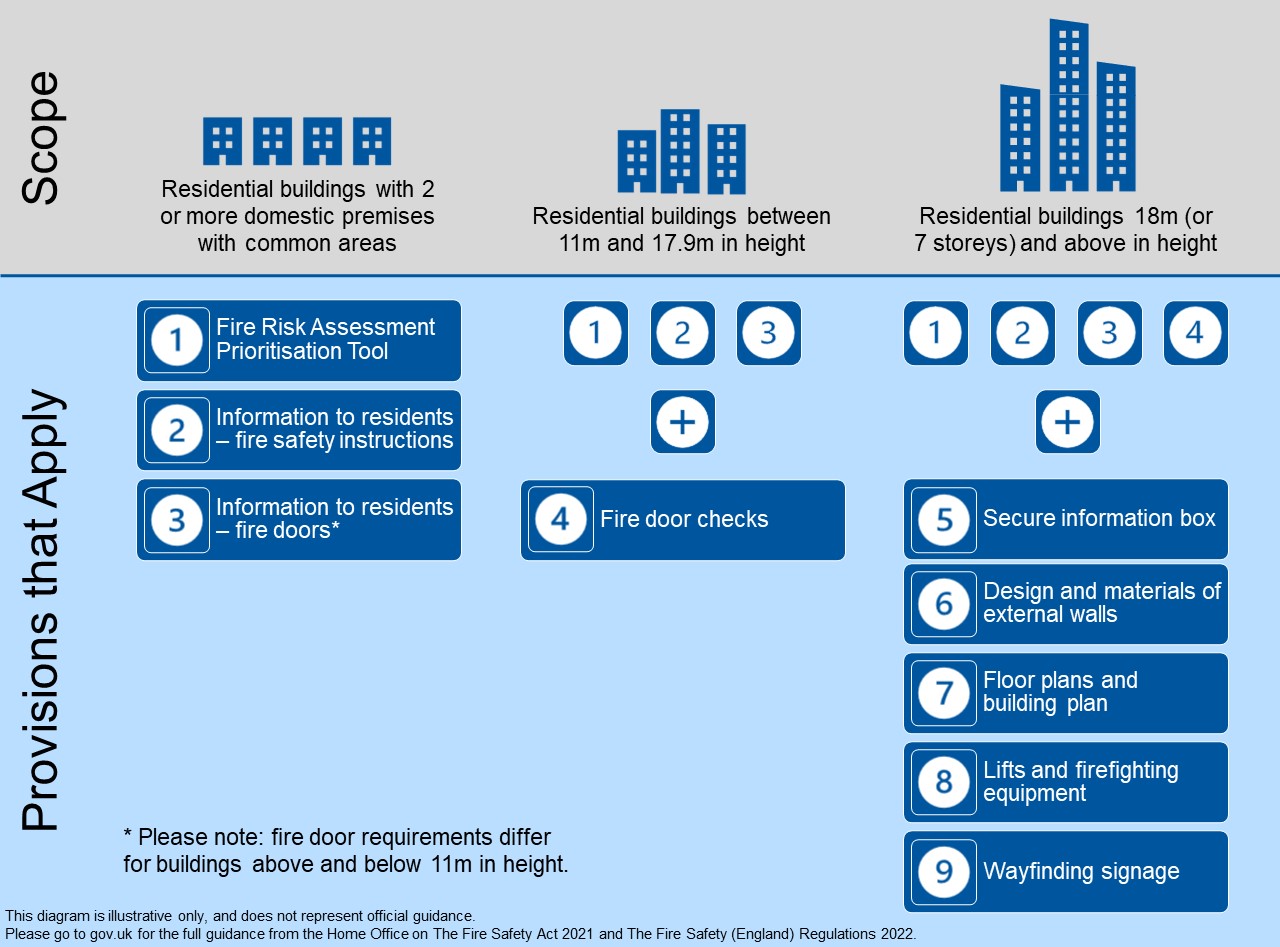 Scope
Residential buildings with 2
or more domestic premises
with common areas
Residential buildings between
11m and 17.9m in height
Residential buildings 18m (or
7 storeys) and above in height
Provisions that Apply
1 Fire Risk Assessment
Prioritisation Tool
2 Information to residents
– fire safety instructions
3 Information to residents
– fire doors*
1 2 3
+
4 Fire door checks
1 2 3 4
+
5 Secure information box
6 Design and materials of
external walls
7 Floor plans and
building plan
8 Lifts and firefighting
equipment
9 Wayfinding signage
* Please note: fire door requirements differ
for buildings above and below 11m in height.
This diagram is illustrative only, and does not represent official guidance.
Please go to gov.uk for the full guidance from the Home Office on The Fire Safety Act 2021 and The Fire Safety (England) Regulations 2022.